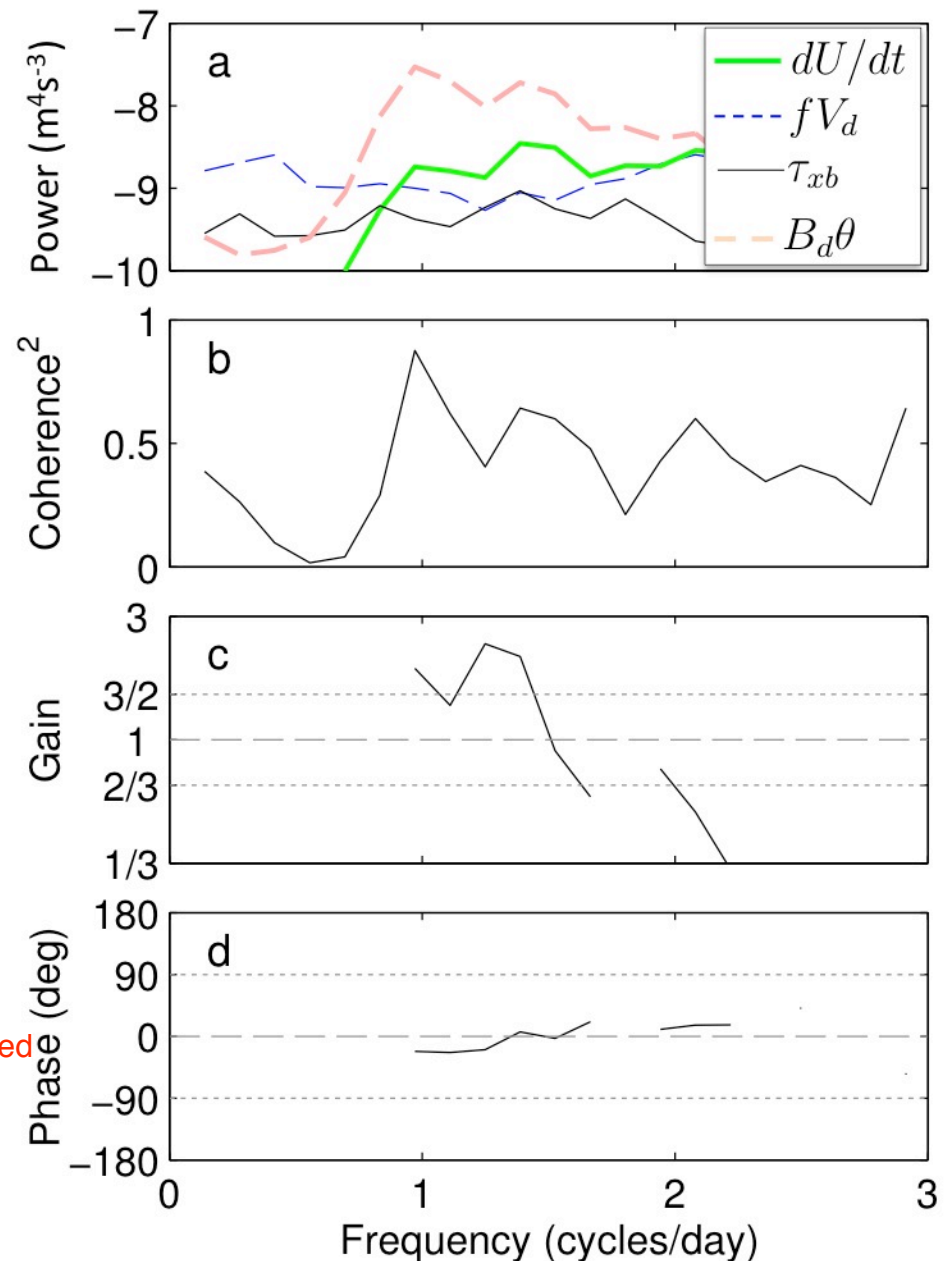 −7
−8
−9
−10
Power (m⁴s⁻³)
a
dU/dt
fV_d
τ_xb
B_dθ
1
0.5
0
Coherence²
b
3
3/2
1
2/3
1/3
Gain
c
180
90
0
−90
−180
ed
Phase (deg)
d
0 1 2 3
Frequency (cycles/day)